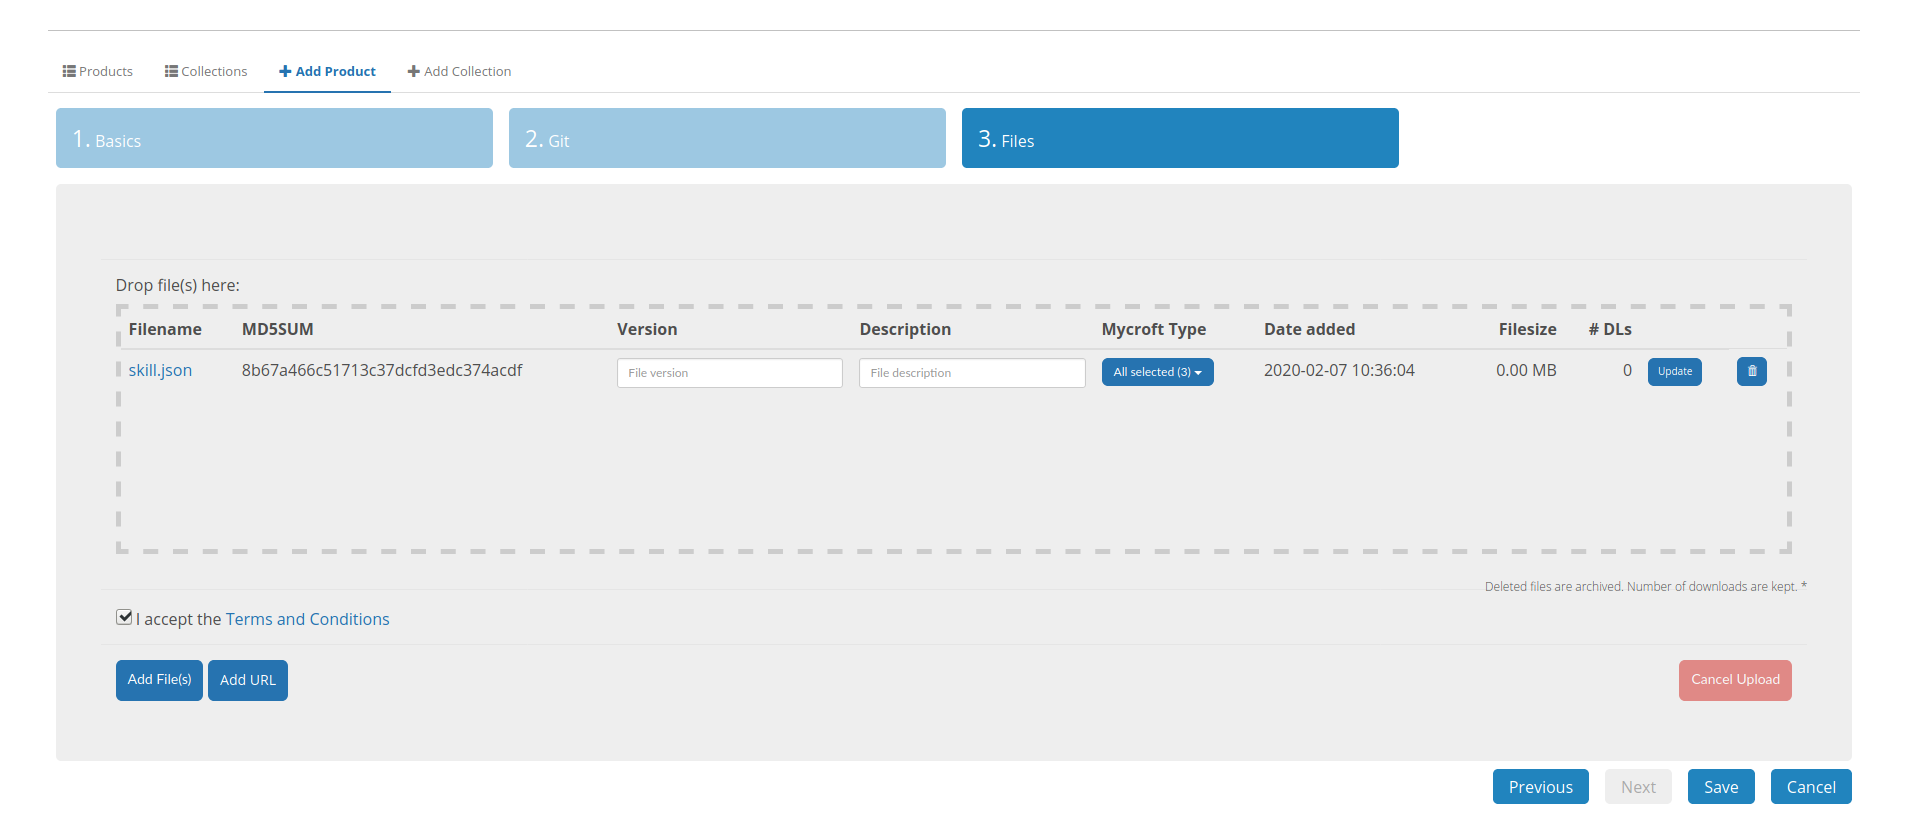 Products Collections Add Product Add Collection
1. Basics 2. Git 3. Files
Drop file(s) here:
Filename MD5SUM Version Description Mycroft Type Date added Filesize # DLs
skill.json 8b67a466c51713c37dcfd3edc374acdf File version File description All selected (3) 2020-02-07 10:36:04 0.00 MB 0 Update
Deleted files are archived. Number of downloads are kept. *
I accept the Terms and Conditions
Add File(s) Add URL Cancel Upload
Previous Next Save Cancel